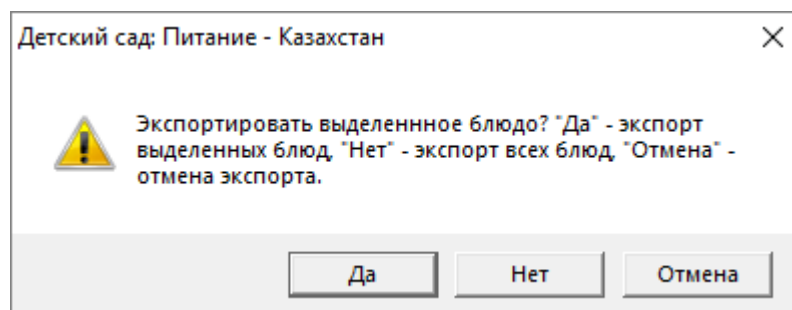 Детский сад: Питание - Казахстан
Экспортировать выделеннное блюдо? "Да" - экспорт
выделенных блюд, "Нет" - экспорт всех блюд, "Отмена" -
отмена экспорта.
Да Нет Отмена